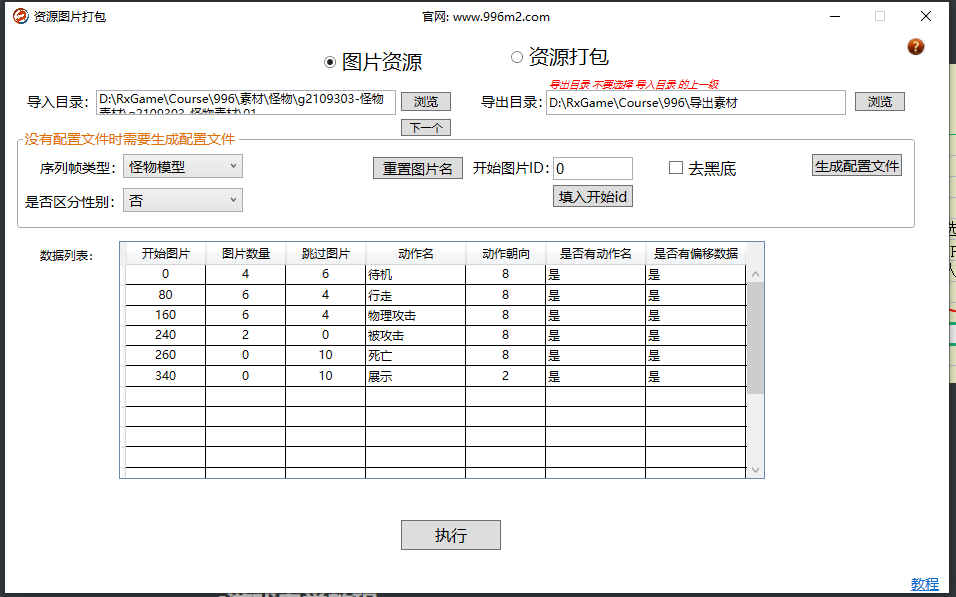 资源图片打包 官网: www.996m2.com
图片资源 资源打包
导出目录 不要选择 导入目录 的上一级
导入目录: D:\RxGame\Course\996\素材\怪物\g2109303-怪物 浏览 导出目录: D:\RxGame\Course\996\导出素材 浏览
素材\g2109303-怪物素材\01
下一个
没有配置文件时需要生成配置文件
序列帧类型: 怪物模型 重置图片名 开始图片ID: 0 去黑底 生成配置文件
是否区分性别: 否 填入开始id
数据列表: 开始图片 图片数量 跳过图片 动作名 动作朝向 是否有动作名 是否有偏移数据
0 4 6 待机 8 是 是
80 6 4 行走 8 是 是
160 6 4 物理攻击 8 是 是
240 2 0 被攻击 8 是 是
260 0 10 死亡 8 是 是
340 0 10 展示 2 是 是
执行
教程